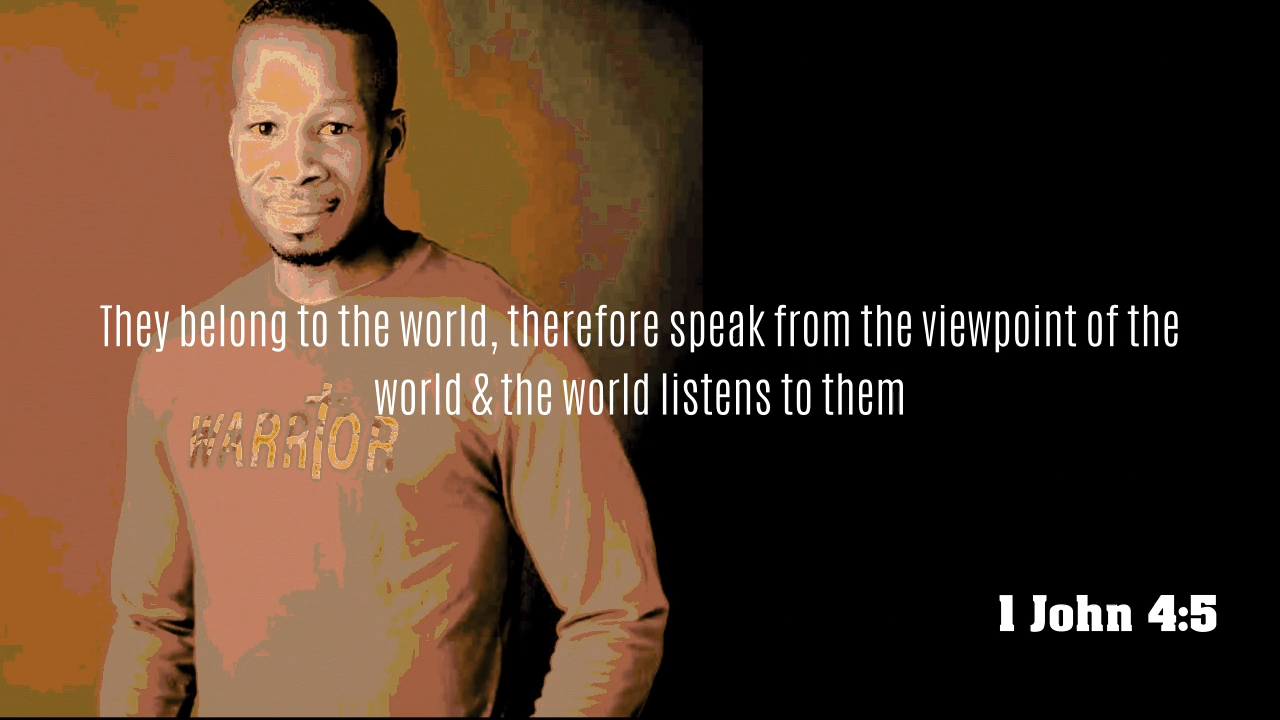 They belong to the world, therefore speak from the viewpoint of the
world & the world listens to them
WARRIOR
1 John 4:5